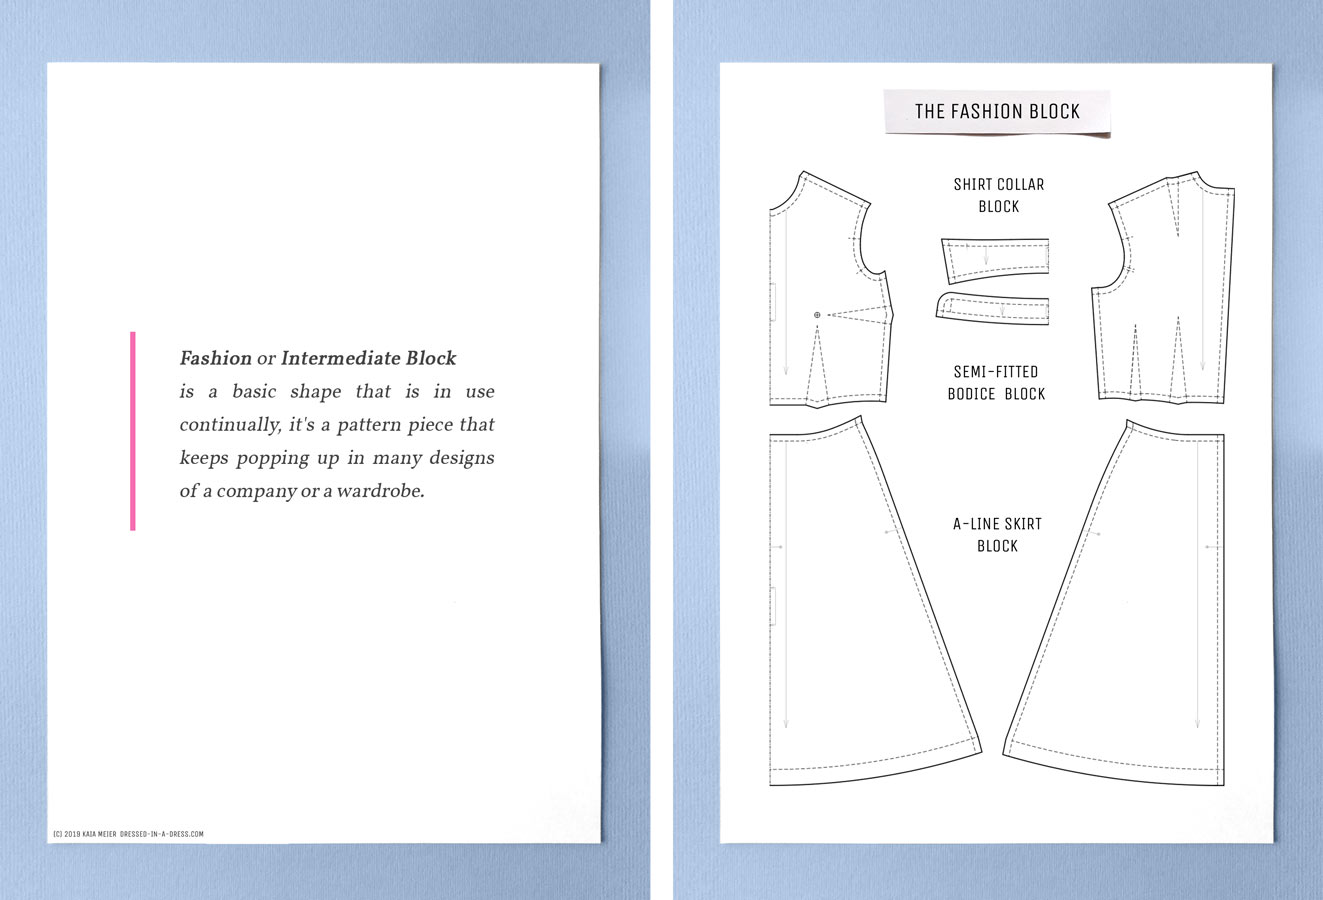 Fashion or Intermediate Block
is a basic shape that is in use
continually, it's a pattern piece that
keeps popping up in many designs
of a company or a wardrobe.
(C) 2019 KAJA MEJER DRESSED-IN-A-DRESS.COM
THE FASHION BLOCK
SHIRT COLLAR
BLOCK
SEMI-FITTED
BODICE BLOCK
A-LINE SKIRT
BLOCK